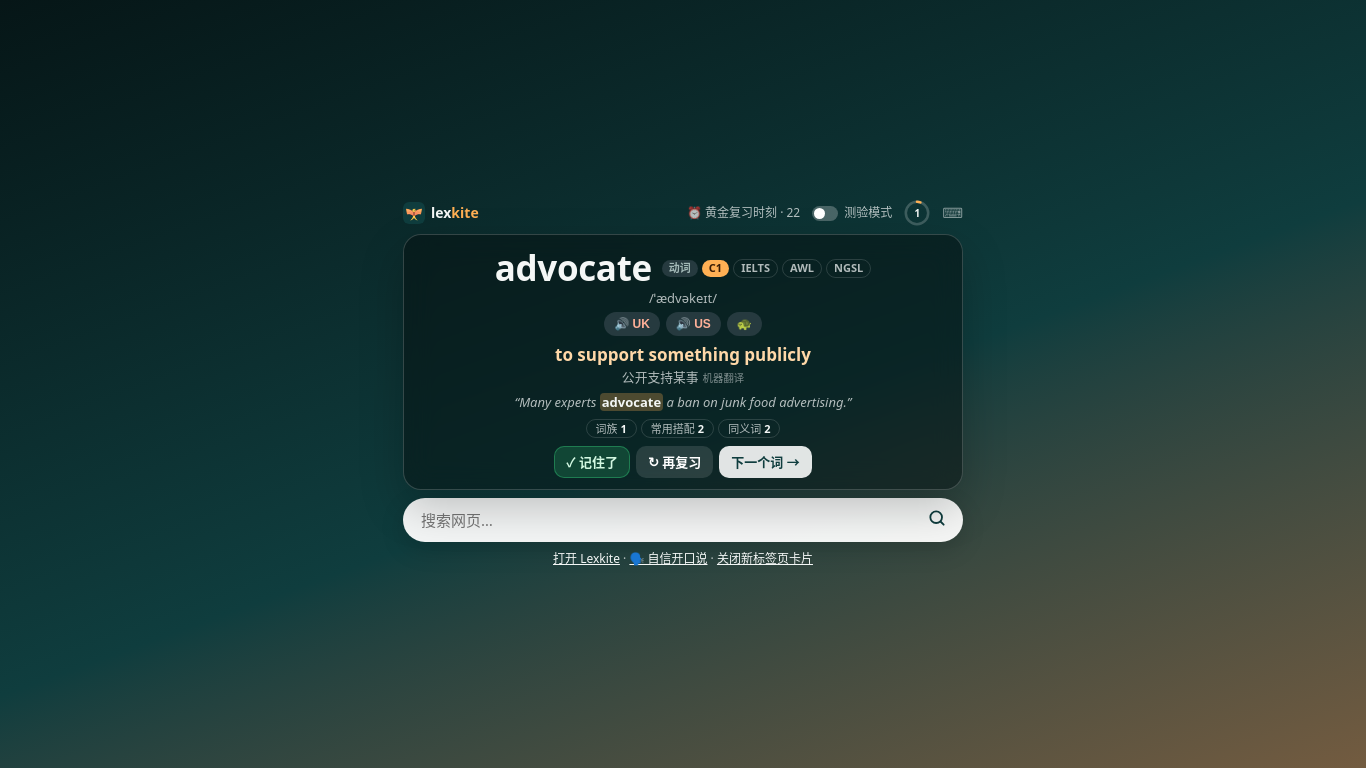 lexkite
⏰ 黄金复习时刻 · 22 测验模式 1
advocate 动词 C1 IELTS AWL NGSL
/ˈædvəkeɪt/
🔊 UK 🔊 US 🐢
to support something publicly
公开支持某事 机器翻译
“Many experts advocate a ban on junk food advertising.”
词族 1 常用搭配 2 同义词 2
✓ 记住了 ↻ 再复习 下一个词 →
搜索网页...
打开 Lexkite · 🗣️ 自信开口说 · 关闭新标签页卡片